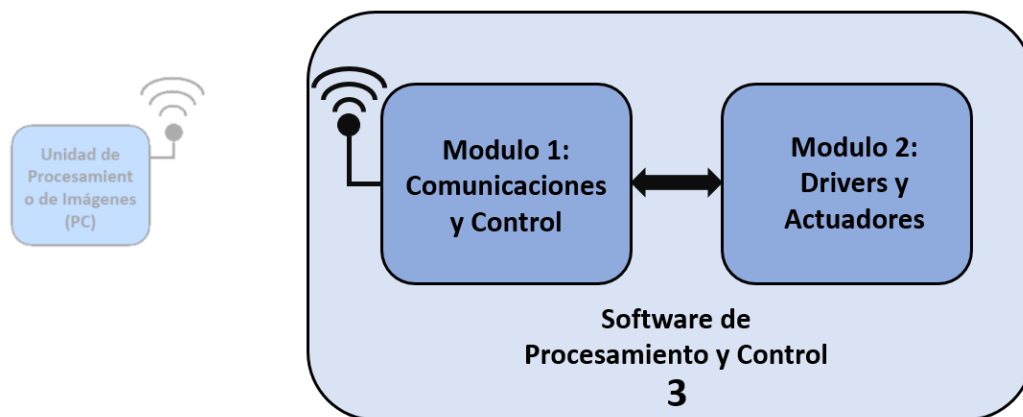 Unidad de
Procesamient
o de Imágenes
(PC)
Modulo 1:
Comunicaciones
y Control
Modulo 2:
Drivers y
Actuadores
Software de
Procesamiento y Control
3